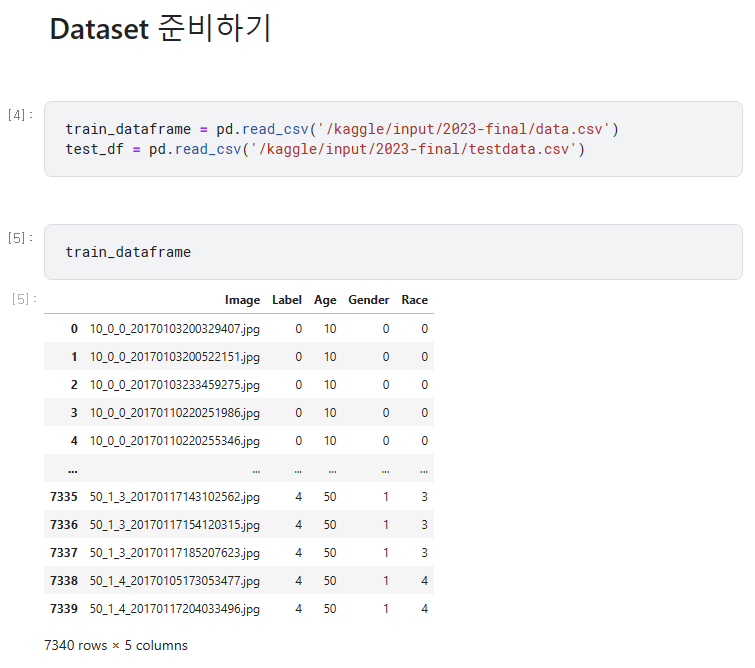 Dataset 준비하기
[4]:
train_dataframe = pd.read_csv('/kaggle/input/2023-final/data.csv')
test_df = pd.read_csv('/kaggle/input/2023-final/testdata.csv')
[5]:
train_dataframe
[5]:
Image Label Age Gender Race
0 10_0_0_20170103200329407.jpg 0 10 0 0
1 10_0_0_20170103200522151.jpg 0 10 0 0
2 10_0_0_20170103233459275.jpg 0 10 0 0
3 10_0_0_20170110220251986.jpg 0 10 0 0
4 10_0_0_20170110220255346.jpg 0 10 0 0
... ... ... ... ... ...
7335 50_1_3_20170117143102562.jpg 4 50 1 3
7336 50_1_3_20170117154120315.jpg 4 50 1 3
7337 50_1_3_20170117185207623.jpg 4 50 1 3
7338 50_1_4_20170105173053477.jpg 4 50 1 4
7339 50_1_4_20170117204033496.jpg 4 50 1 4
7340 rows × 5 columns